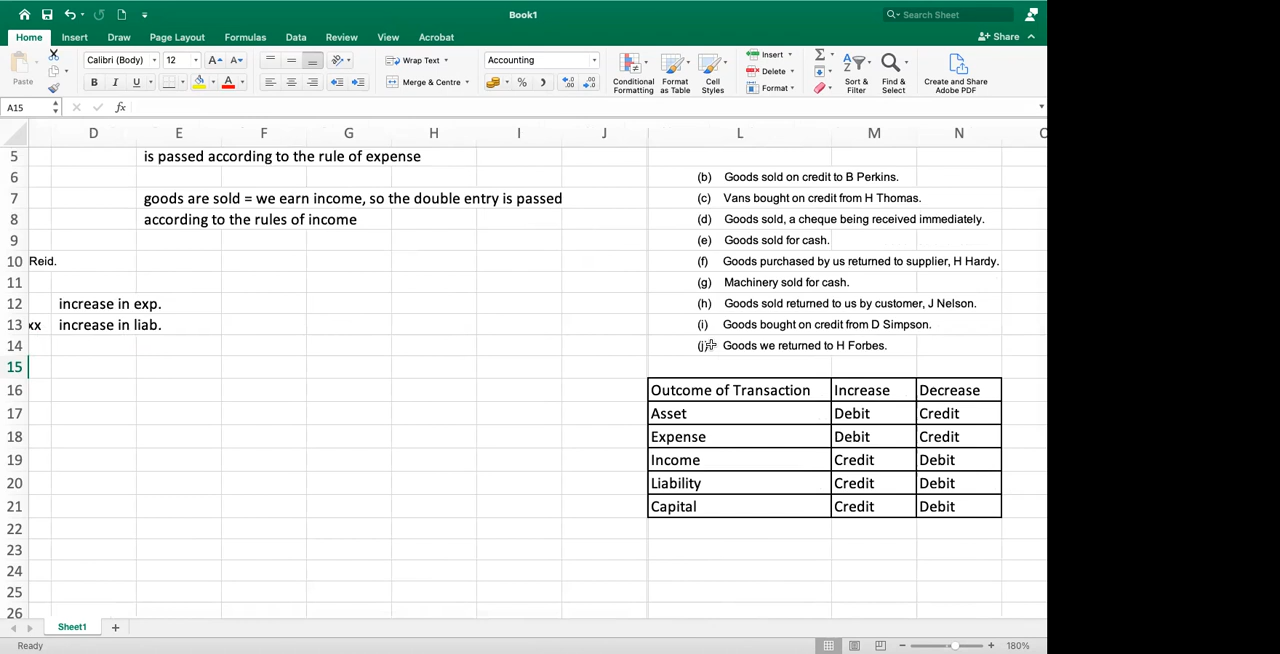 Book1
Search Sheet
Home Insert Draw Page Layout Formulas Data Review View Acrobat
Share
Paste
Calibri (Body) 12
Wrap Text
Merge & Centre
Accounting
Conditional Formatting
Format as Table
Cell Styles
Insert
Delete
Format
Sort & Filter
Find & Select
Create and Share Adobe PDF
A15 fx
D E F G H I J L M N
5 is passed according to the rule of expense
6 (b) Goods sold on credit to B Perkins.
7 goods are sold = we earn income, so the double entry is passed (c) Vans bought on credit from H Thomas.
8 according to the rules of income (d) Goods sold, a cheque being received immediately.
9 (e) Goods sold for cash.
10 Reid. (f) Goods purchased by us returned to supplier, H Hardy.
11 (g) Machinery sold for cash.
12 increase in exp. (h) Goods sold returned to us by customer, J Nelson.
13 xx increase in liab. (i) Goods bought on credit from D Simpson.
14 (j) Goods we returned to H Forbes.
15
16 Outcome of Transaction Increase Decrease
17 Asset Debit Credit
18 Expense Debit Credit
19 Income Credit Debit
20 Liability Credit Debit
21 Capital Credit Debit
22
23
24
25
26
Sheet1
Ready 180%